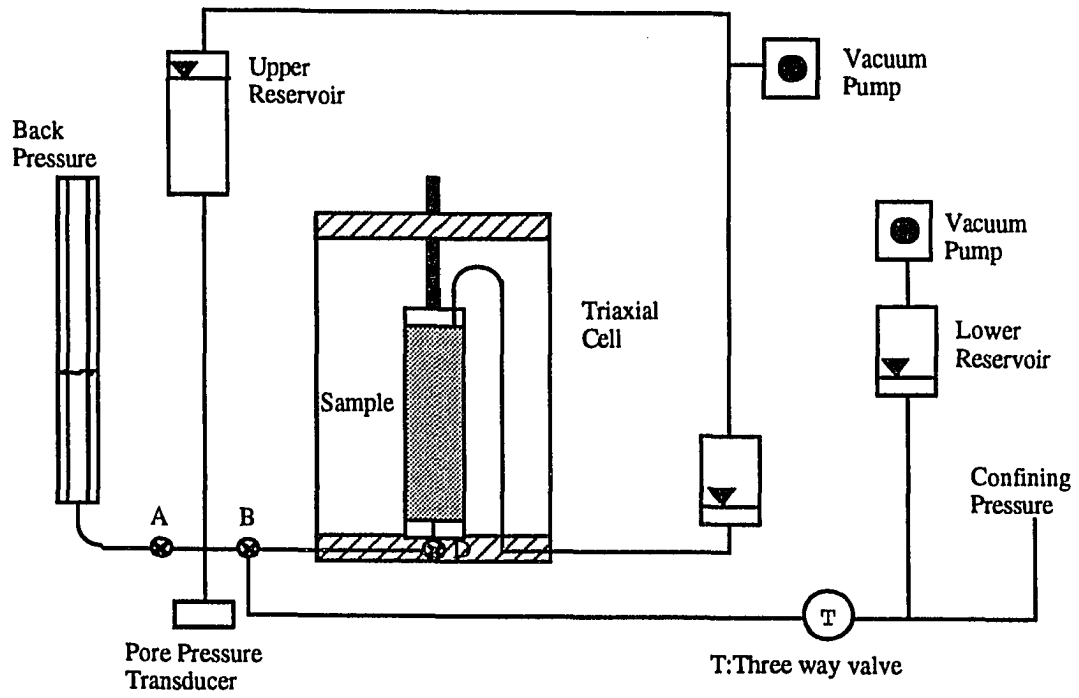 Upper
Reservoir
Vacuum
Pump
Back
Pressure
Vacuum
Pump
Triaxial
Cell
Lower
Reservoir
Sample
Confining
Pressure
A
B
T
Pore Pressure
Transducer
T:Three way valve